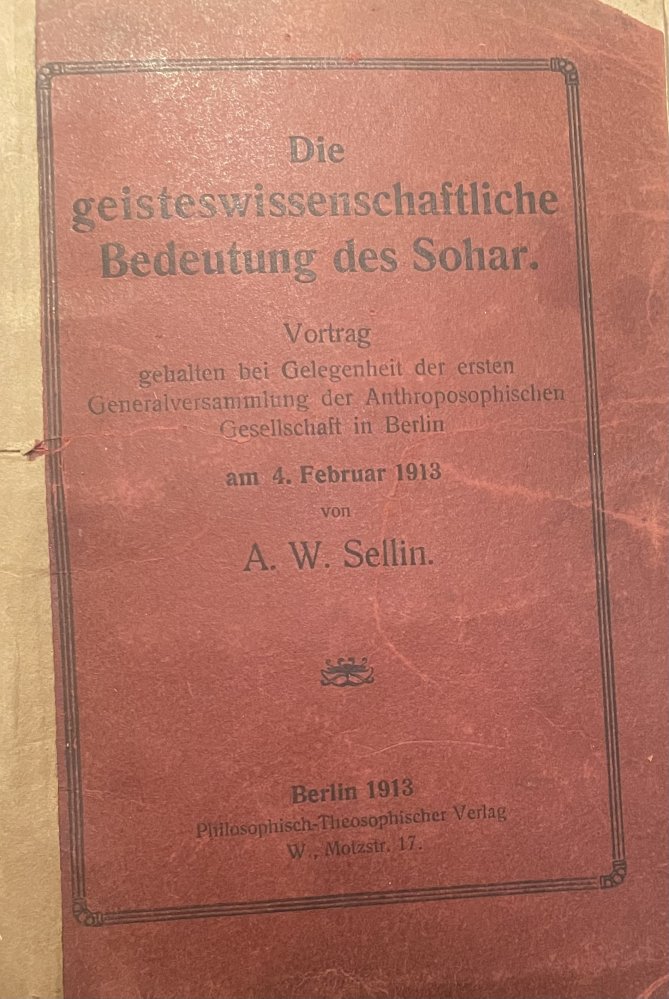 Die
geisteswissenschaftliche
Bedeutung des Sohar.
Vortrag
gehalten bei Gelegenheit der ersten
Generalversammlung der Anthroposophischen
Gesellschaft in Berlin
am 4. Februar 1913
von
A. W. Sellin.
Berlin 1913
Philosophisch-Theosophischer Verlag
W., Motzstr. 17.